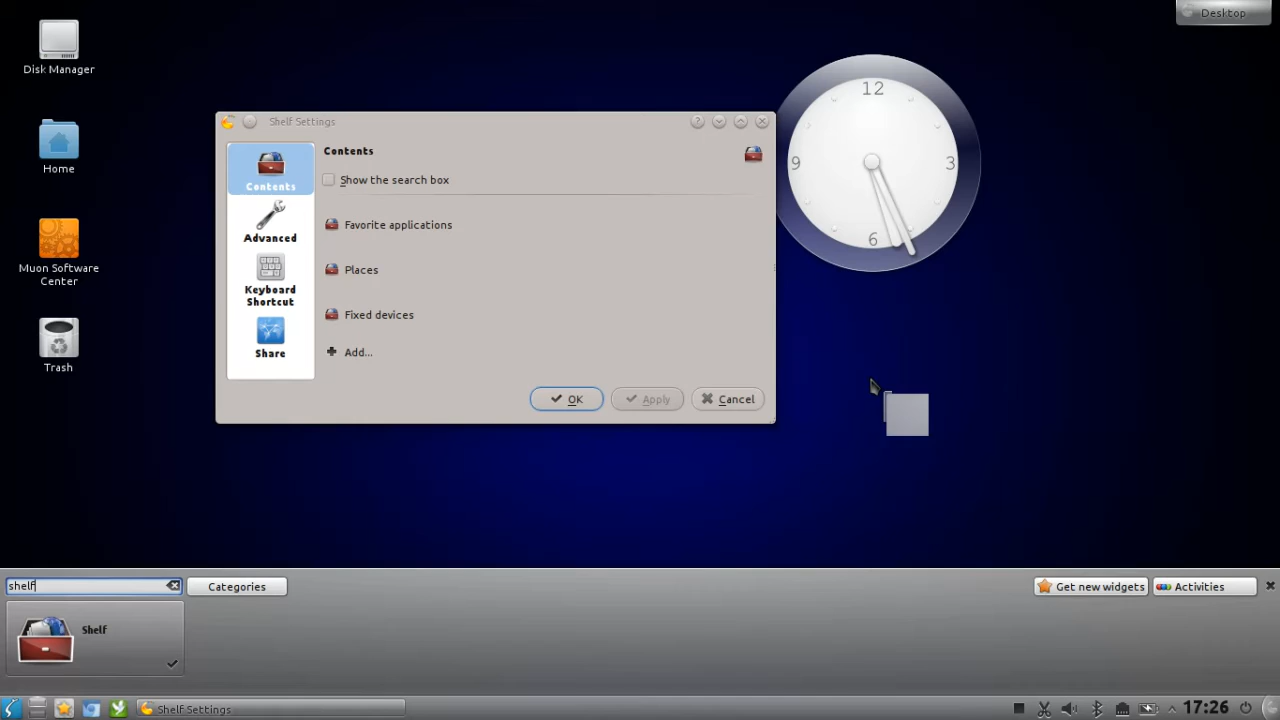 Desktop
Disk Manager
Home
Muon Software
Center
Trash
12
3
6
9
Shelf Settings
Contents
Advanced
Keyboard
Shortcut
Share
Contents
Show the search box
Favorite applications
Places
Fixed devices
Add...
OK
Apply
Cancel
shelf
Categories
Get new widgets
Activities
Shelf
Shelf Settings
17:26